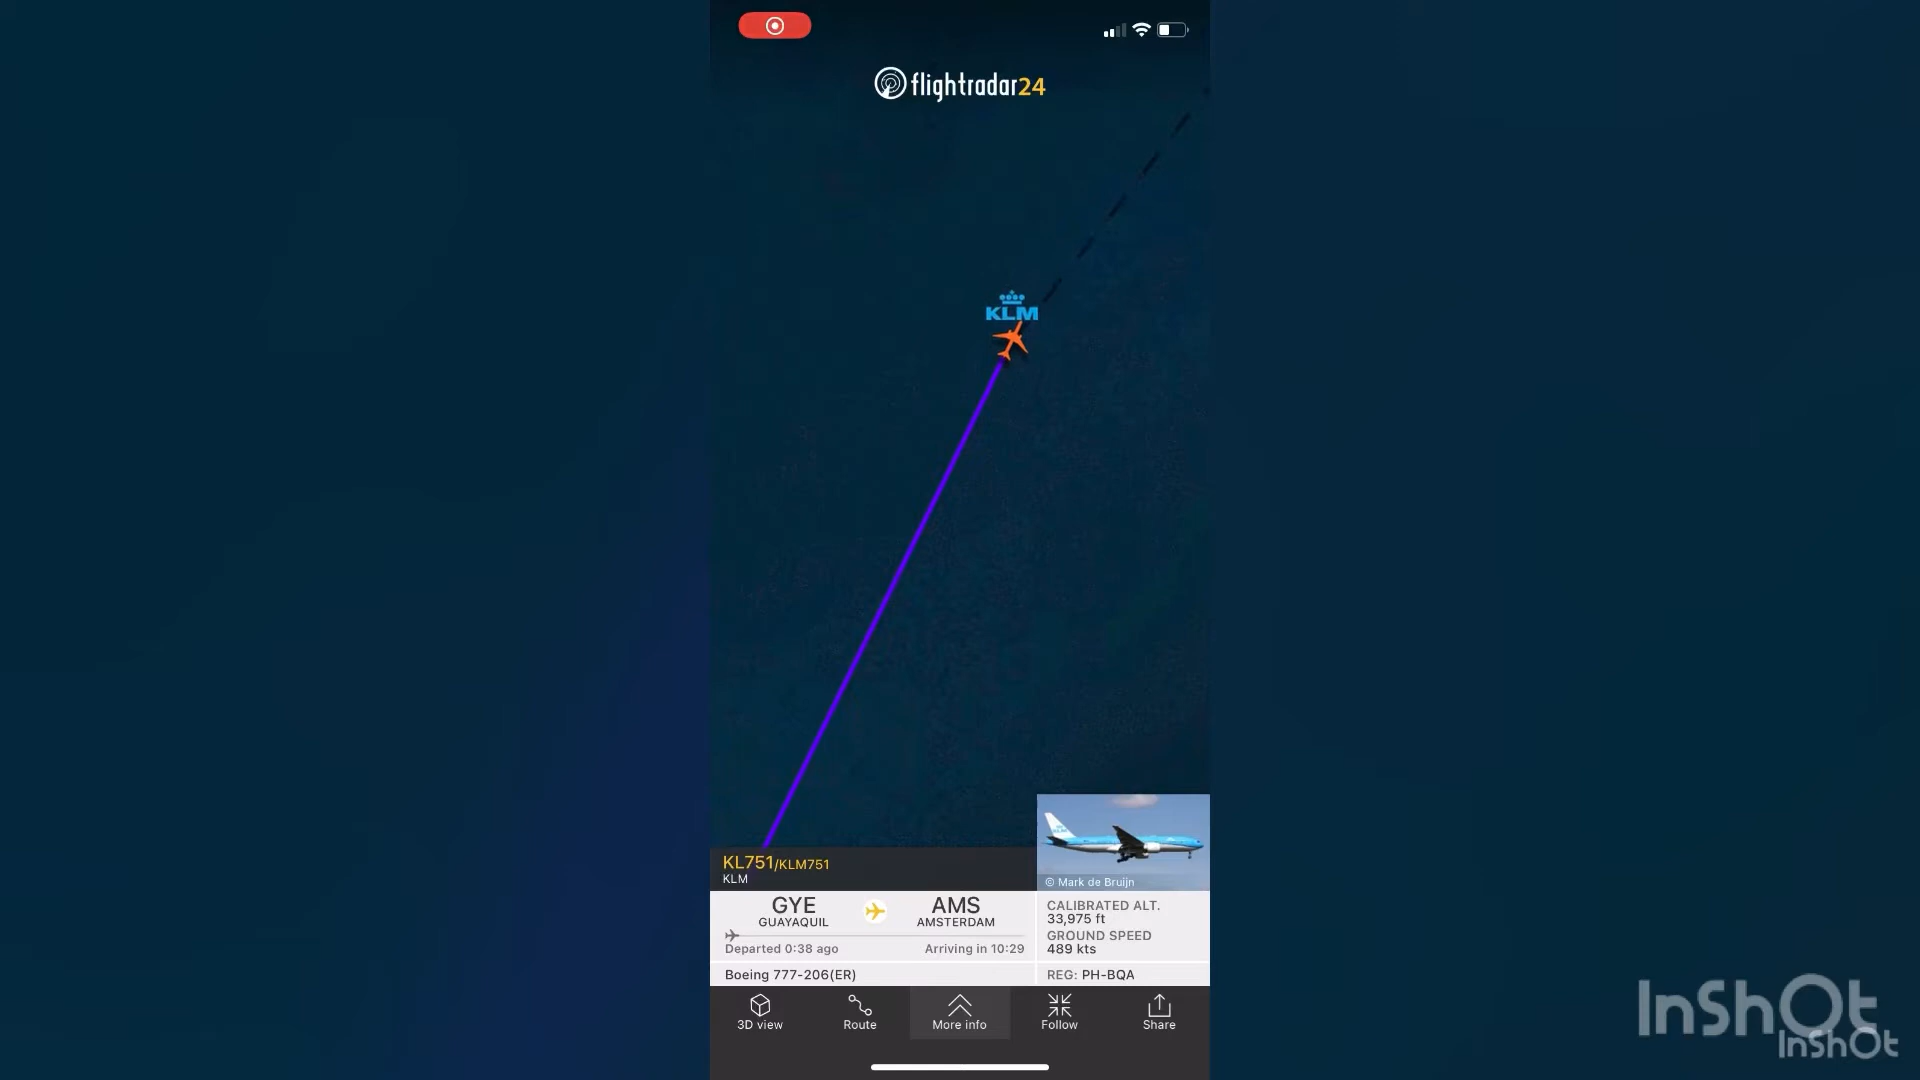 flightradar24
KLM
KL751/KLM751
KLM
© Mark de Bruijn
GYE
GUAYAQUIL
AMS
AMSTERDAM
Departed 0:38 ago
Arriving in 10:29
CALIBRATED ALT.
33,975 ft
GROUND SPEED
489 kts
Boeing 777-206(ER)
REG: PH-BQA
3D view
Route
More info
Follow
Share
InShOt
InShOt